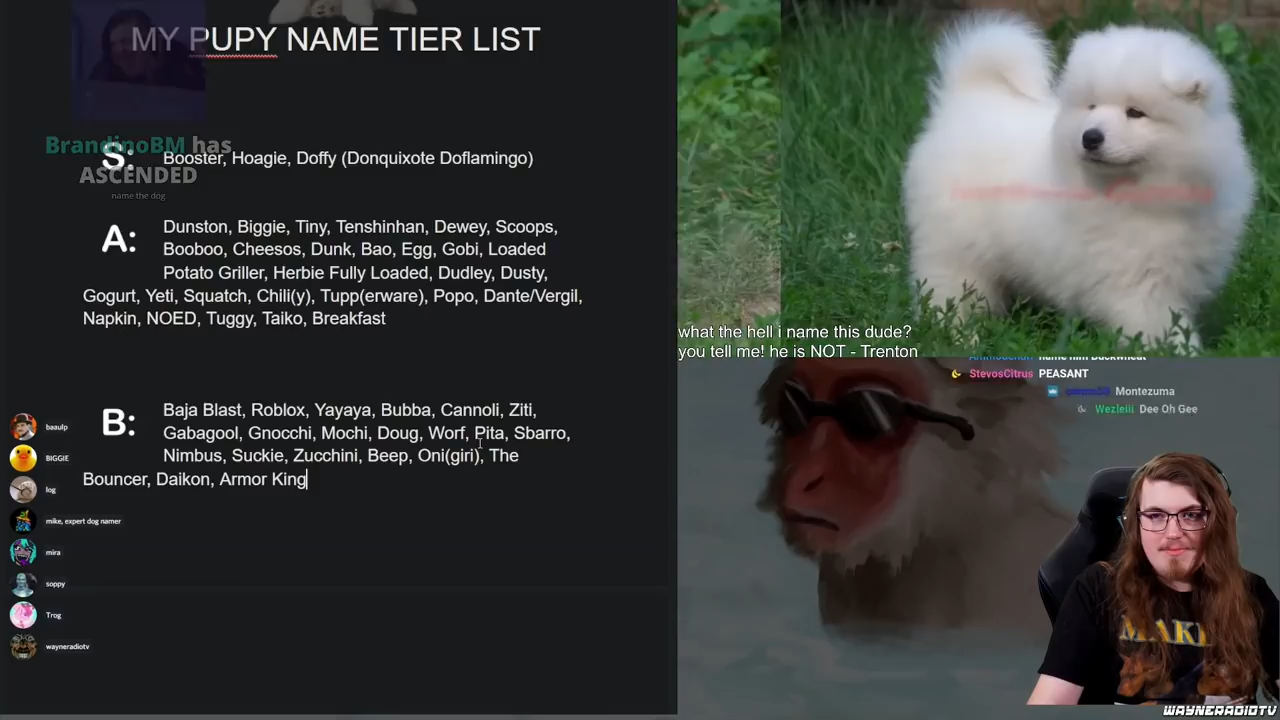 MY PUPY NAME TIER LIST
BrandinoBM has
ASCENDED
name the dog
S: Booster, Hoagie, Doffy (Donquixote Doflamingo)
A: Dunston, Biggie, Tiny, Tenshinhan, Dewey, Scoops,
Booboo, Cheesos, Dunk, Bao, Egg, Gobi, Loaded
Potato Griller, Herbie Fully Loaded, Dudley, Dusty,
Gogurt, Yeti, Squatch, Chili(y), Tupp(erware), Popo, Dante/Vergil,
Napkin, NOED, Tuggy, Taiko, Breakfast
B: Baja Blast, Roblox, Yayaya, Bubba, Cannoli, Ziti,
Gabagool, Gnocchi, Mochi, Doug, Worf, Pita, Sbarro,
Nimbus, Suckie, Zucchini, Beep, Oni(giri), The
Bouncer, Daikon, Armor King
baaulp
BIGGIE
log
mike, expert dog namer
mira
soppy
Trog
wayneradiotv
what the hell i name this dude?
you tell me! he is NOT - Trenton
name him Buckwheat
StevosCitrus PEASANT
Montezuma
Wezleiii Dee Oh Gee
MAKE
WAYNERADIOTV